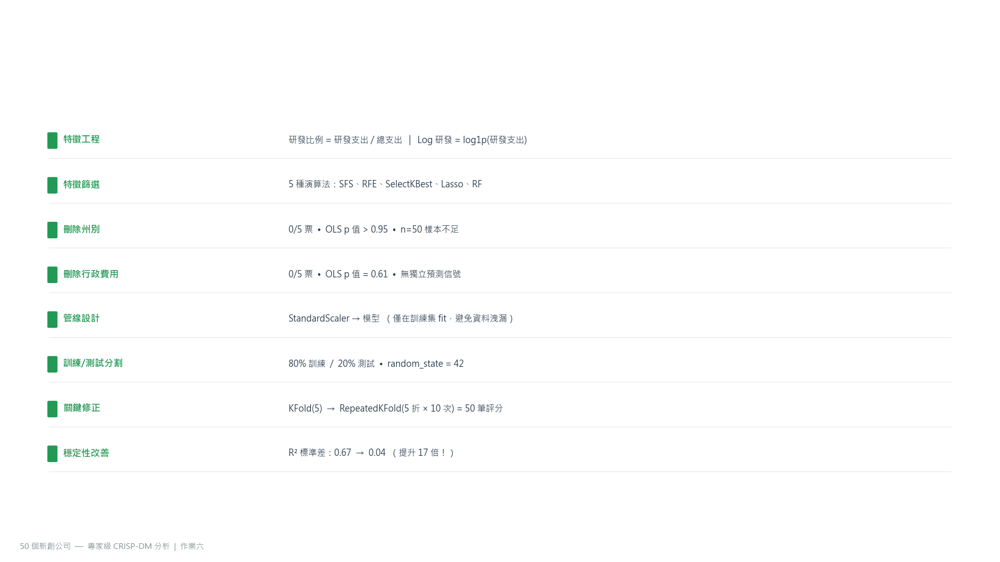 特徵工程
研發比例 = 研發支出 / 總支出 │ Log 研發 = log1p(研發支出)
特徵篩選
5 種演算法：SFS、RFE、SelectKBest、Lasso、RF
刪除州別
0/5 票 • OLS p 值 > 0.95 • n=50 樣本不足
刪除行政費用
0/5 票 • OLS p 值 = 0.61 • 無獨立預測信號
管線設計
StandardScaler → 模型 （僅在訓練集 fit，避免資料洩漏）
訓練/測試分割
80% 訓練 / 20% 測試 • random_state = 42
關鍵修正
KFold(5) → RepeatedKFold(5 折 × 10 次) = 50 筆評分
穩定性改善
R² 標準差：0.67 → 0.04 （提升 17 倍！）
50 個新創公司 — 專家級 CRISP-DM 分析 | 作業六